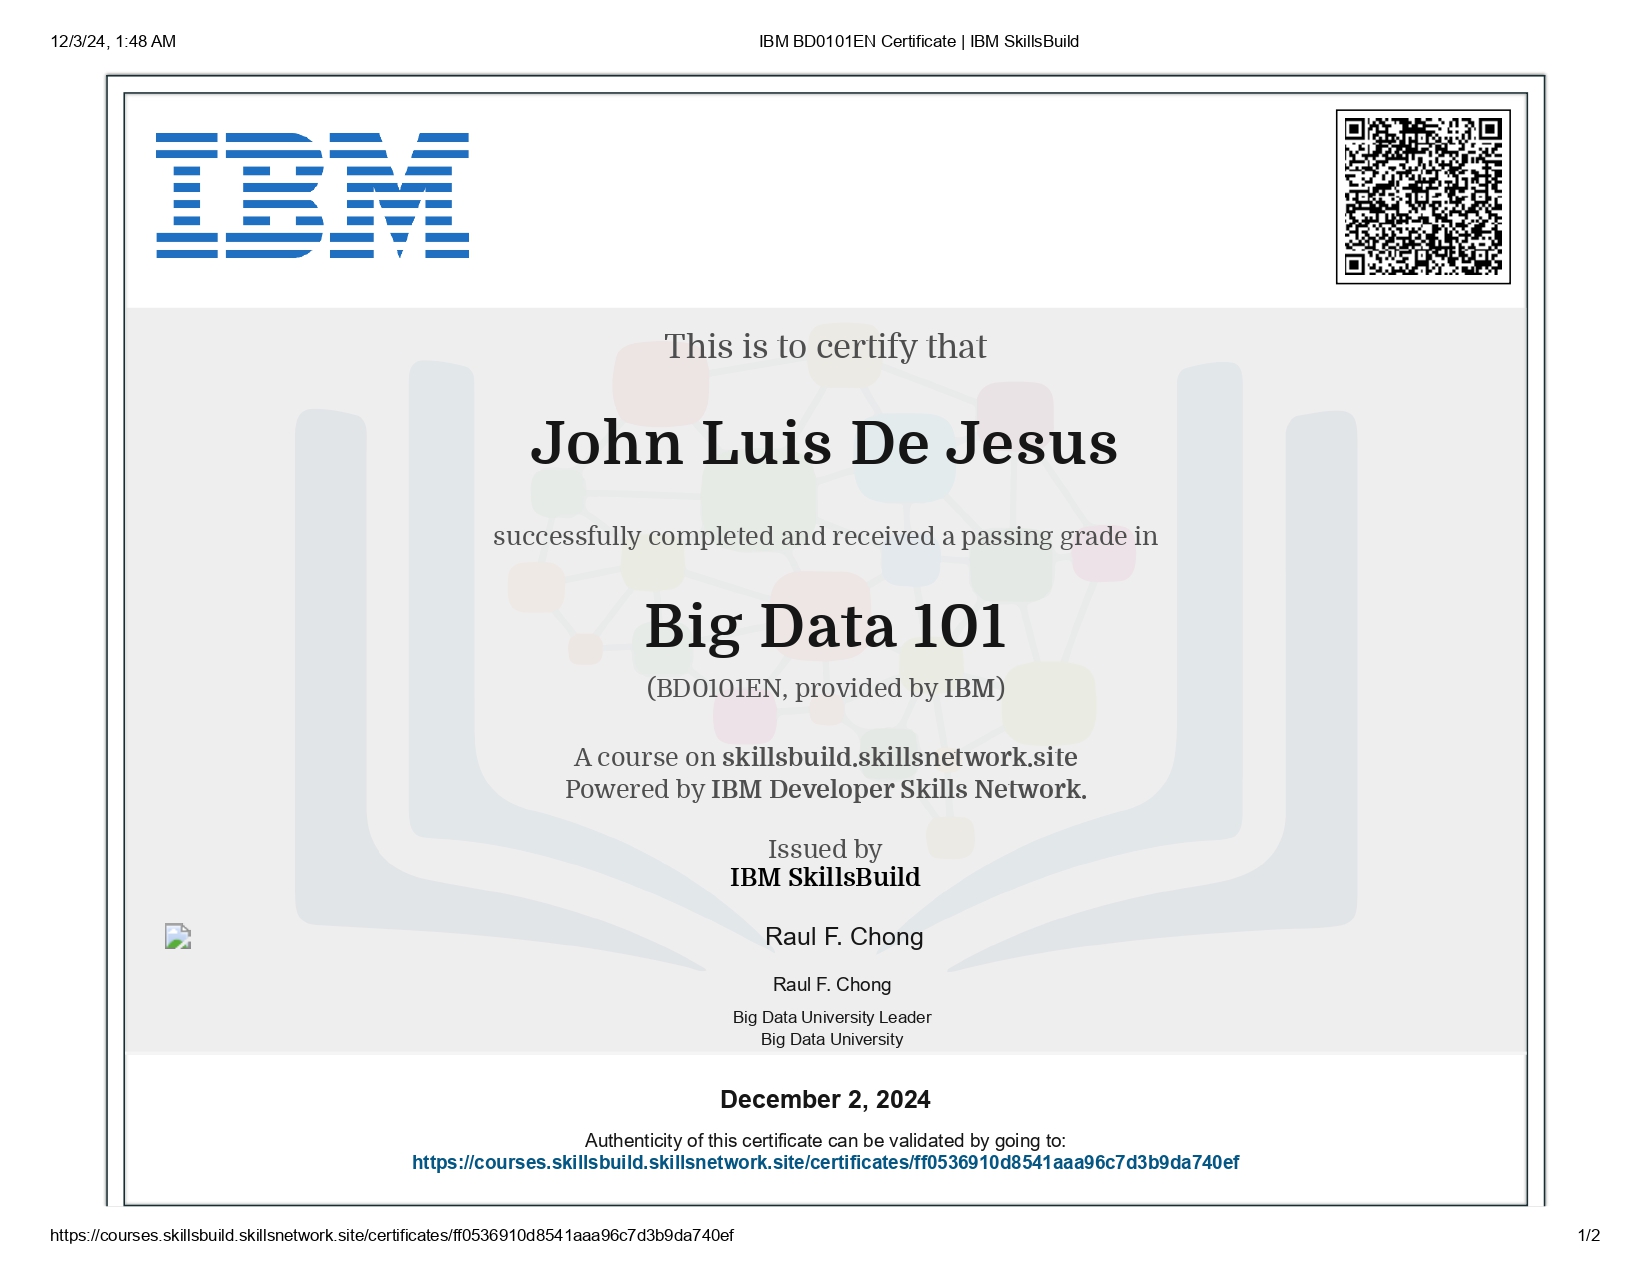 12/3/24, 1:48 AM
IBM BD0101EN Certificate | IBM SkillsBuild
IBM
This is to certify that
John Luis De Jesus
successfully completed and received a passing grade in
Big Data 101
(BD0101EN, provided by IBM)
A course on skillsbuild.skillsnetwork.site
Powered by IBM Developer Skills Network.
Issued by
IBM SkillsBuild
Raul F. Chong
Raul F. Chong
Big Data University Leader
Big Data University
December 2, 2024
Authenticity of this certificate can be validated by going to:
https://courses.skillsbuild.skillsnetwork.site/certificates/ff0536910d8541aaa96c7d3b9da740ef
https://courses.skillsbuild.skillsnetwork.site/certificates/ff0536910d8541aaa96c7d3b9da740ef
1/2